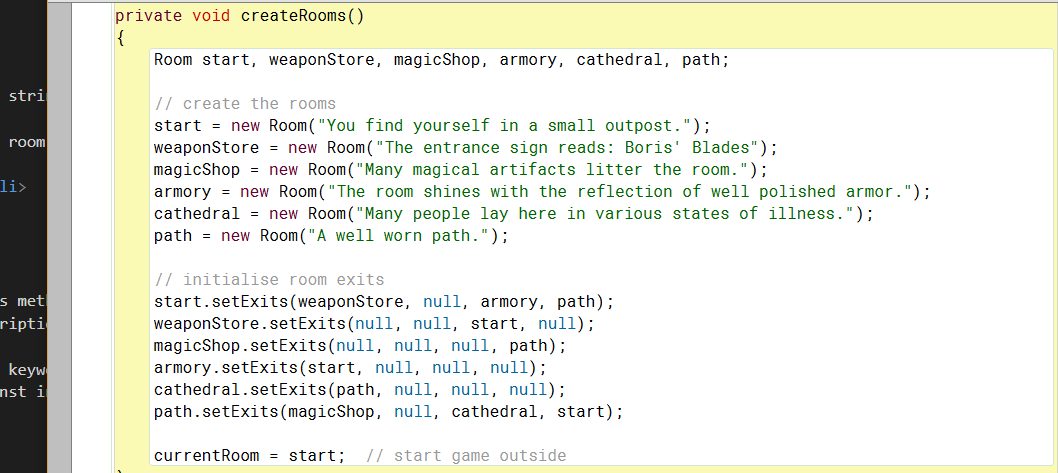 private void createRooms()
{
Room start, weaponStore, magicShop, armory, cathedral, path;
// create the rooms
start = new Room("You find yourself in a small outpost.");
weaponStore = new Room("The entrance sign reads: Boris' Blades");
magicShop = new Room("Many magical artifacts litter the room.");
armory = new Room("The room shines with the reflection of well polished armor.");
cathedral = new Room("Many people lay here in various states of illness.");
path = new Room("A well worn path.");
// initialise room exits
start.setExits(weaponStore, null, armory, path);
weaponStore.setExits(null, null, start, null);
magicShop.setExits(null, null, null, path);
armory.setExits(start, null, null, null);
cathedral.setExits(path, null, null, null);
path.setExits(magicShop, null, cathedral, start);
currentRoom = start;  // start game outside
room
li>